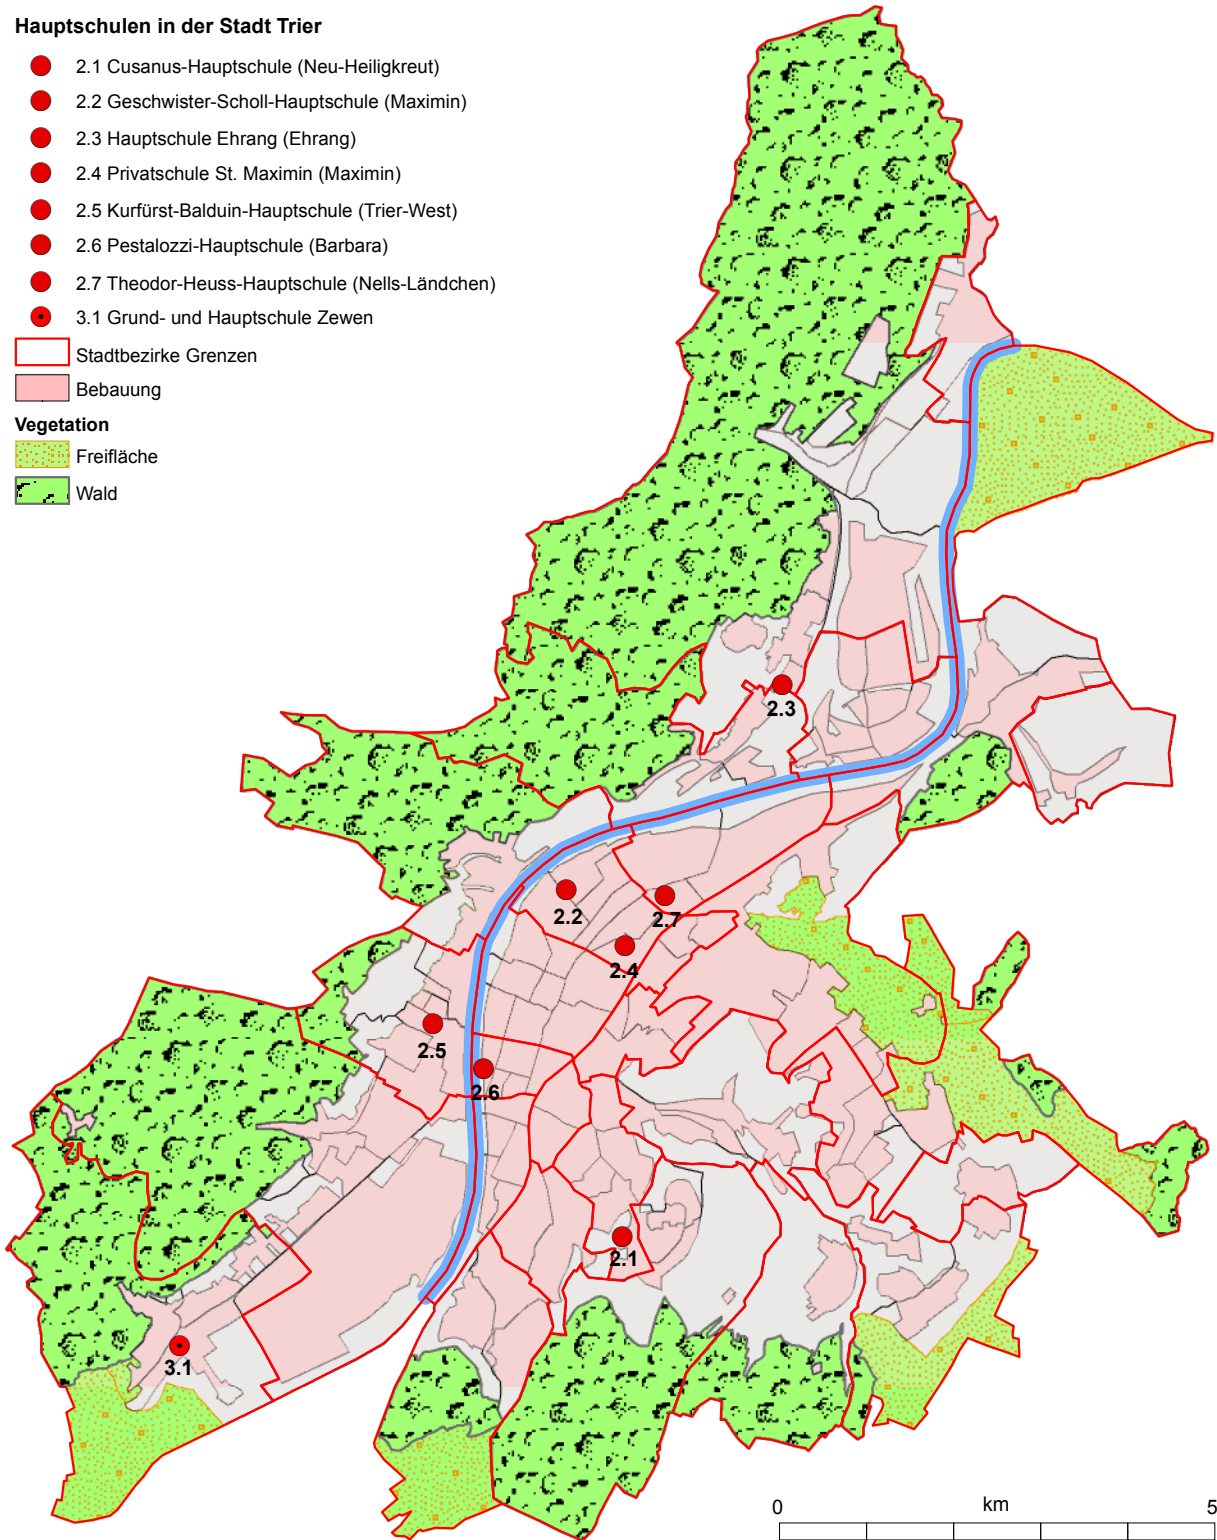 Hauptschulen in der Stadt Trier
2.1 Cusanus-Hauptschule (Neu-Heiligkreut)
2.2 Geschwister-Scholl-Hauptschule (Maximin)
2.3 Hauptschule Ehrang (Ehrang)
2.4 Privatschule St. Maximin (Maximin)
2.5 Kurfürst-Balduin-Hauptschule (Trier-West)
2.6 Pestalozzi-Hauptschule (Barbara)
2.7 Theodor-Heuss-Hauptschule (Nells-Ländchen)
3.1 Grund- und Hauptschule Zewen
Stadtbezirke Grenzen
Bebauung
Vegetation
Freifläche
Wald
2.3
2.2
2.7
2.4
2.5
2.6
2.1
3.1
0 km 5